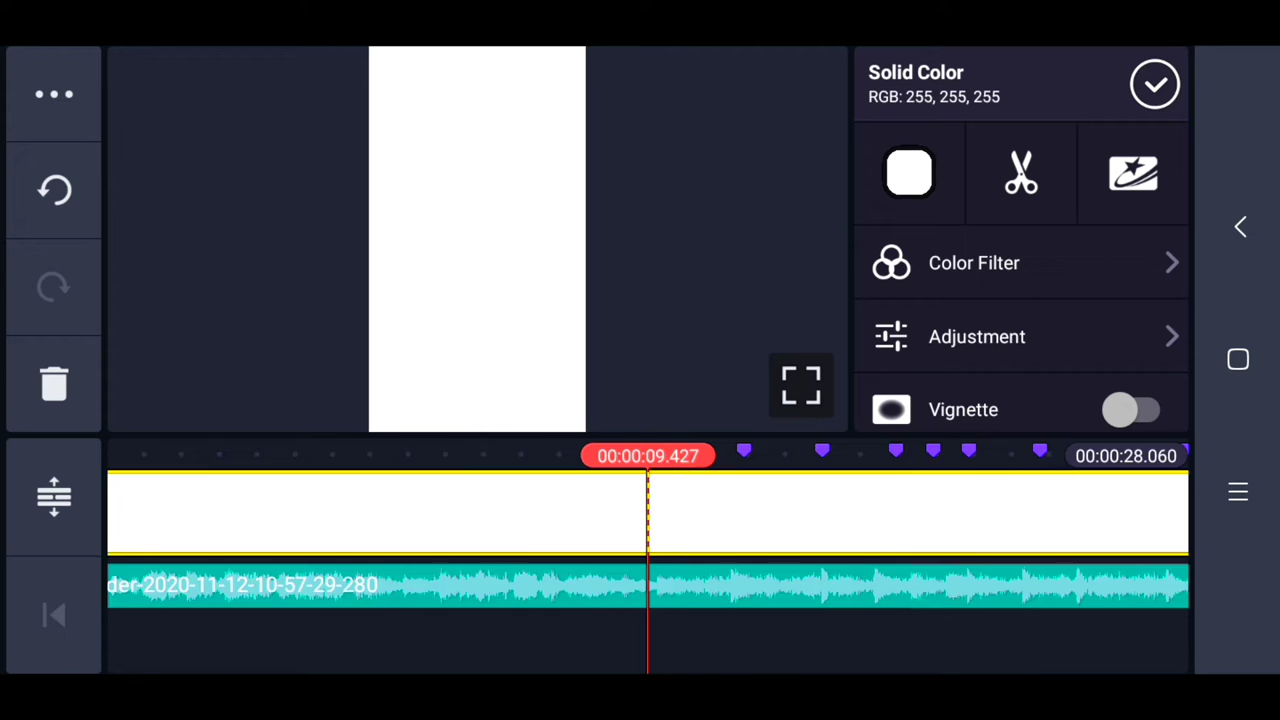 Solid Color
RGB: 255, 255, 255
Color Filter
Adjustment
Vignette
00:00:09.427
00:00:28.060
der-2020-11-12-10-57-29-280